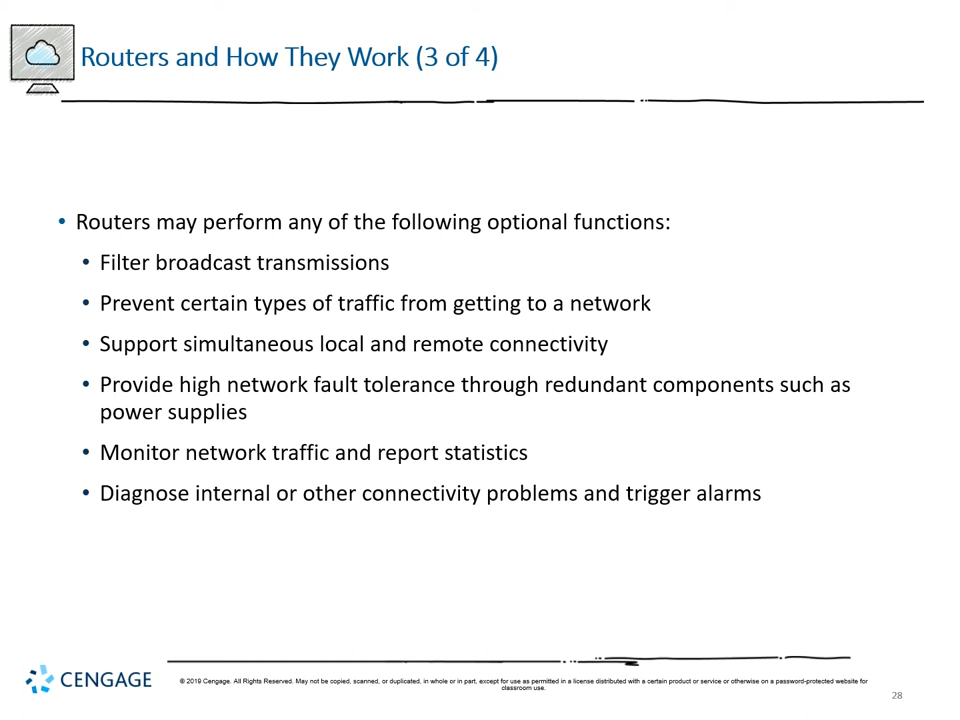 Routers and How They Work (3 of 4)
• Routers may perform any of the following optional functions:
• Filter broadcast transmissions
• Prevent certain types of traffic from getting to a network
• Support simultaneous local and remote connectivity
• Provide high network fault tolerance through redundant components such as
power supplies
• Monitor network traffic and report statistics
• Diagnose internal or other connectivity problems and trigger alarms
CENGAGE
© 2019 Cengage. All Rights Reserved. May not be copied, scanned, or duplicated, in whole or in part, except for use as permitted in a license distributed with a certain product or service or otherwise on a password-protected website for
classroom use.
28